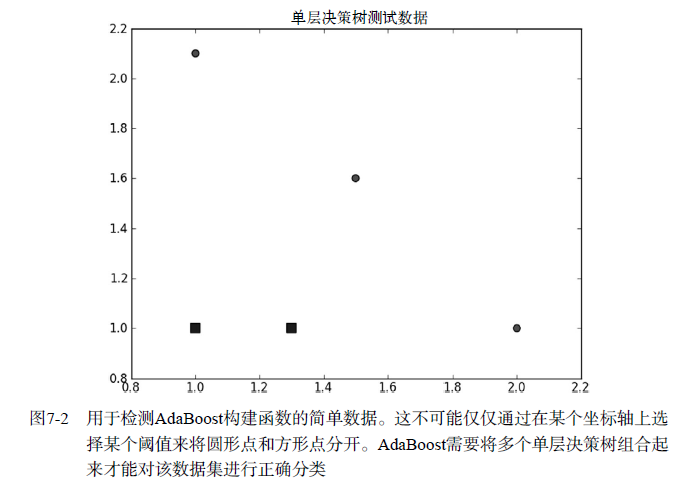 单层决策树测试数据
2.2
2.0
1.8
1.6
1.4
1.2
1.0
0.8
0.8 1.0 1.2 1.4 1.6 1.8 2.0 2.2
图7-2 用于检测AdaBoost构建函数的简单数据。这不可能仅仅通过在某个坐标轴上选
择某个阈值来将圆形点和方形点分开。AdaBoost需要将多个单层决策树组合起
来才能对该数据集进行正确分类